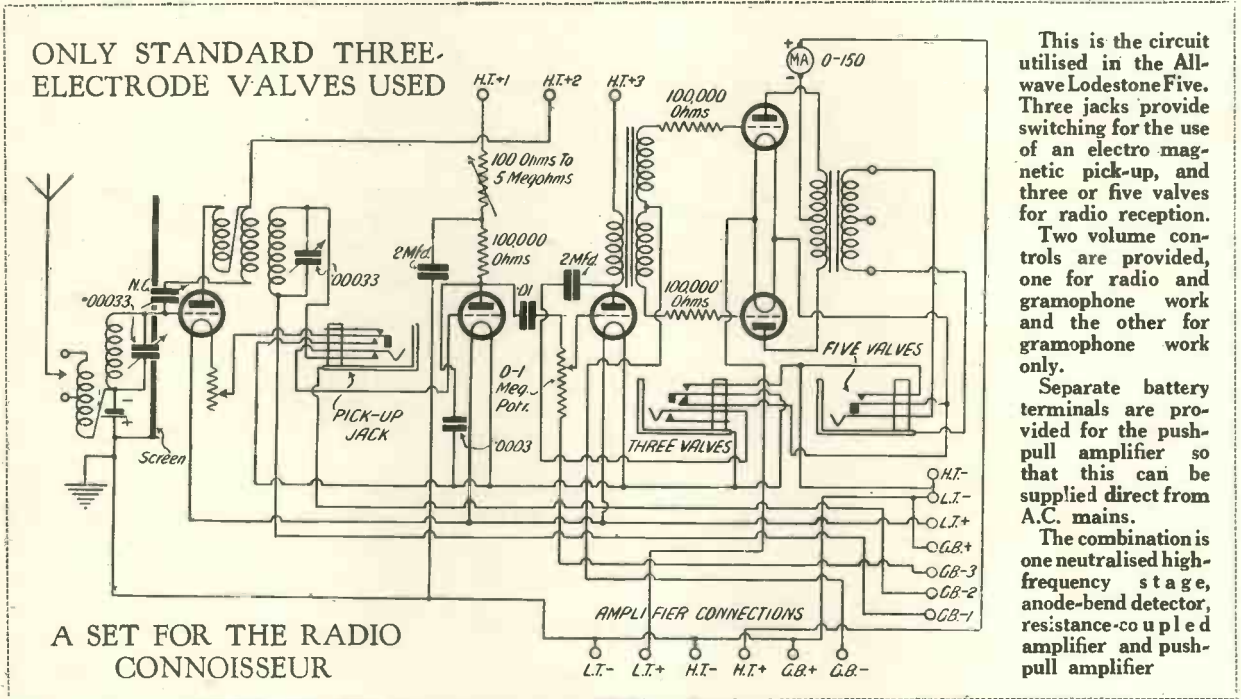 ONLY STANDARD THREE-
ELECTRODE VALVES USED
H.T.+1
H.T.+2
H.T.+3
+
MA
0-150
-
100,000
Ohms
100 Ohms To
5 Megohms
100,000
Ohms
2Mfd.
2Mfd.
.01
100,000
Ohms
N.C.
.00033
.00033
0-1
Meg.
Potr.
PICK-UP
JACK
.0003
FIVE VALVES
THREE VALVES
-
+
Screen
H.T.-
L.T.-
L.T.+
G.B.+
G.B-3
G.B-2
G.B-1
AMPLIFIER CONNECTIONS
L.T.-
L.T.+
H.T.-
H.T.+
G.B.+
G.B.-
A SET FOR THE RADIO
CONNOISSEUR
This is the circuit
utilised in the All-
wave Lodestone Five.
Three jacks provide
switching for the use
of an electro mag-
netic pick-up, and
three or five valves
for radio reception.
Two volume con-
trols are provided,
one for radio and
gramophone work
and the other for
gramophone work
only.
Separate battery
terminals are pro-
vided for the push-
pull amplifier so
that this can be
supplied direct from
A.C. mains.
The combination is
one neutralised high-
frequency stage,
anode-bend detector,
resistance-coupled
amplifier and push-
pull amplifier